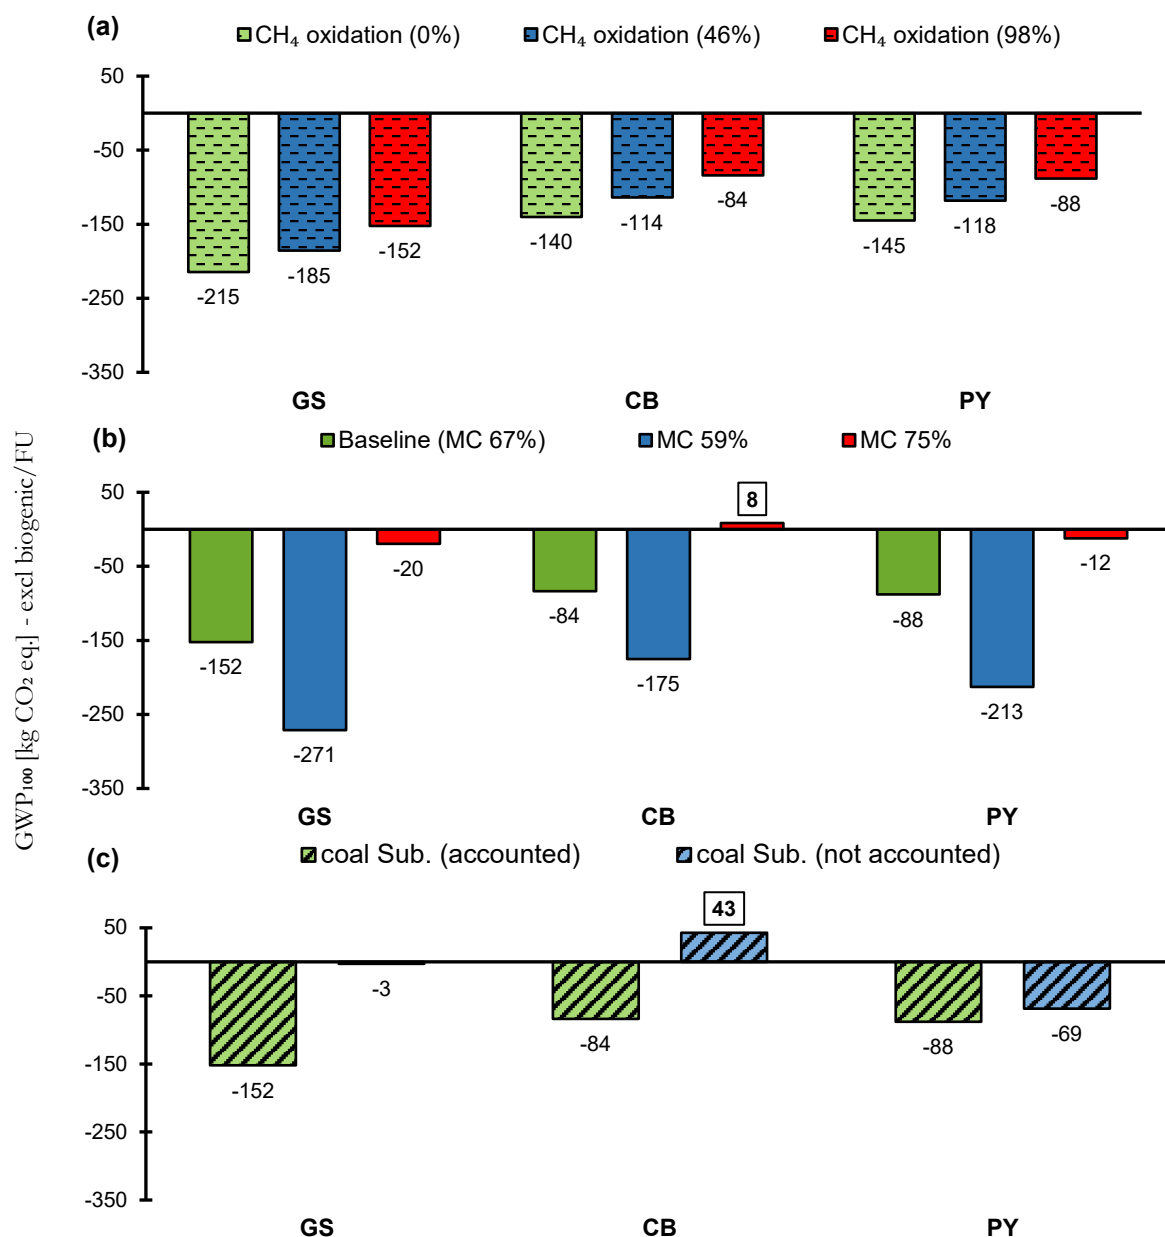 (a)
CH₄ oxidation (0%) CH₄ oxidation (46%) CH₄ oxidation (98%)
50
-50
-150
-250
-350
-215 -185 -152 -140 -114 -84 -145 -118 -88
GS CB PY
GWP₁₀₀ [kg CO₂ eq.] - excl biogenic/FU
(b)
Baseline (MC 67%) MC 59% MC 75%
50
-50
-150
-250
-350
-152 -271 -20 -84 -175 8 -88 -213 -12
GS CB PY
(c)
coal Sub. (accounted) coal Sub. (not accounted)
50
-50
-150
-250
-350
-152 -3 -84 43 -88 -69
GS CB PY